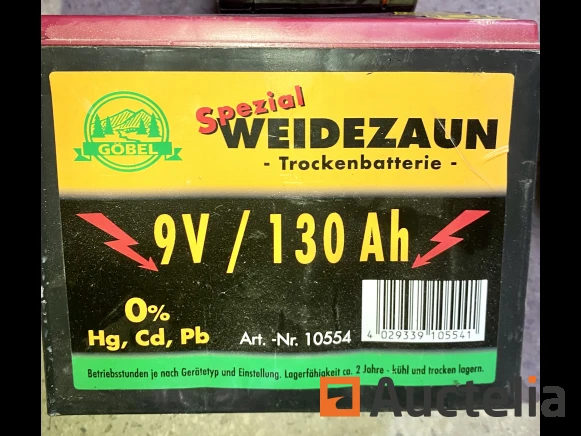 GÖBEL
Spezial
WEIDEZAUN
- Trockenbatterie -
9V / 130 Ah
0%
Hg, Cd, Pb
Art. -Nr. 10554
4 029339 105541
Betriebsstunden je nach Gerätetyp und Einstellung. Lagerfähigkeit ca. 2 Jahre - kühl und trocken lagern.
Auctelia